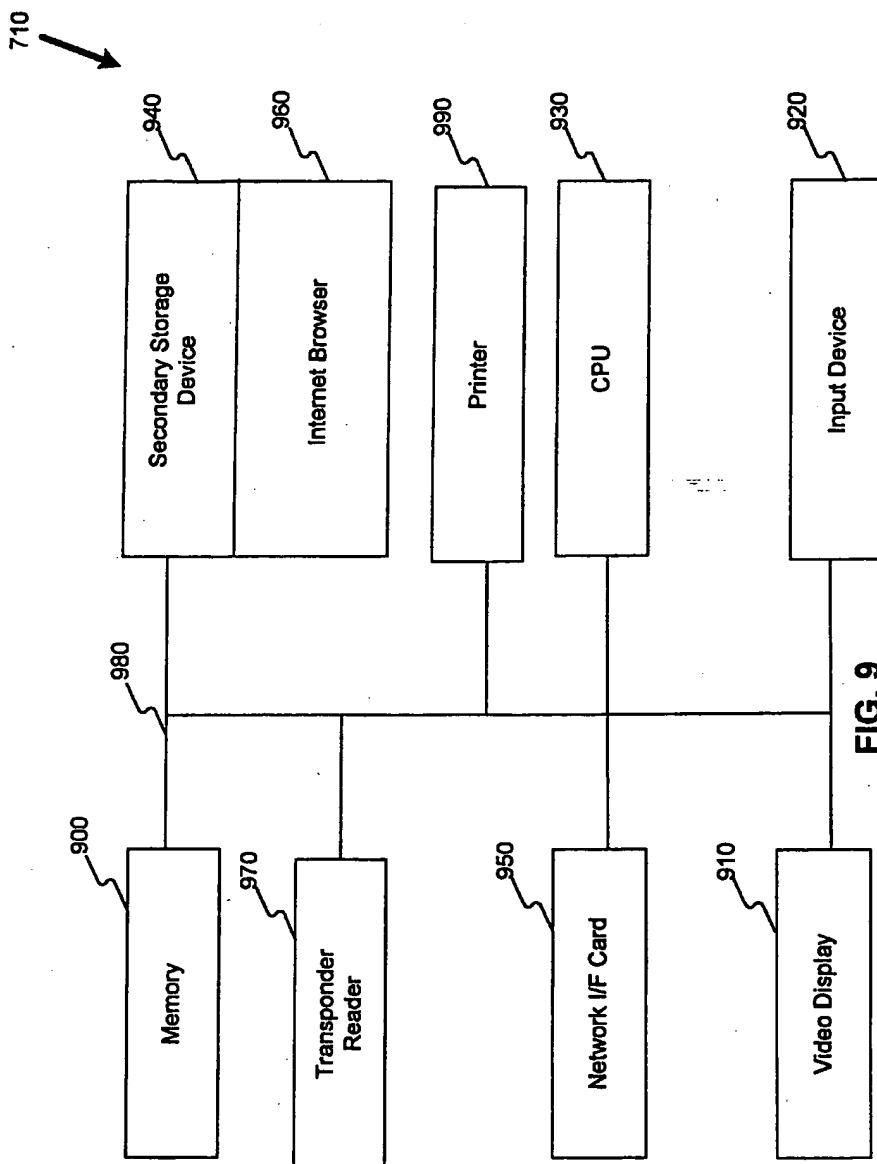 710
900
Memory
970
Transponder
Reader
950
Network I/F Card
910
Video Display
980
940
Secondary Storage
Device
960
Internet Browser
990
Printer
930
CPU
920
Input Device
FIG. 9